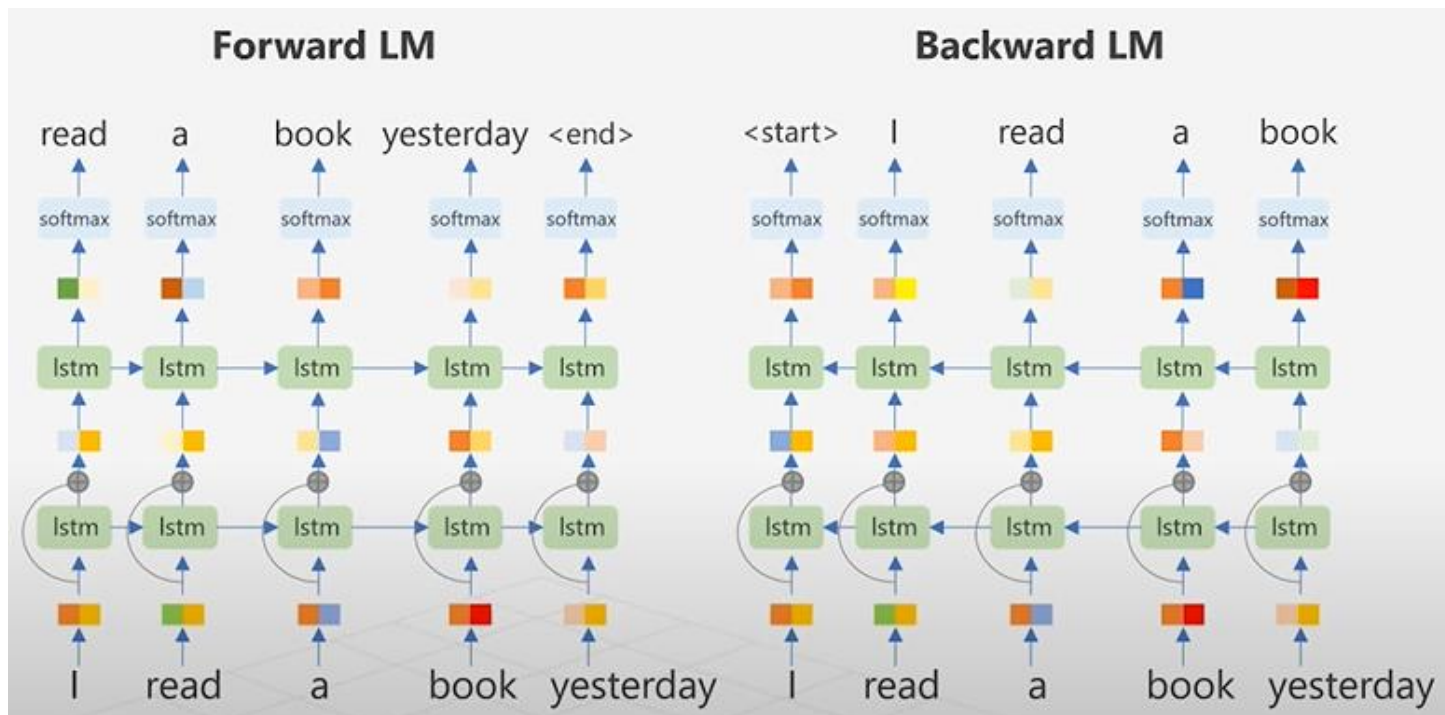 Forward LM Backward LM
read a book yesterday <end> <start> I read a book
softmax softmax softmax softmax softmax softmax softmax softmax softmax softmax
lstm lstm lstm lstm lstm lstm lstm lstm lstm lstm
lstm lstm lstm lstm lstm lstm lstm lstm lstm lstm
I read a book yesterday I read a book yesterday